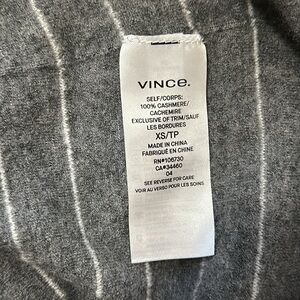 VINCE.
SELF/CORPS:
100% CASHMERE/
CACHEMIRE
EXCLUSIVE OF TRIM/SAUF
LES BORDURES
XS/TP
MADE IN CHINA
FABRIQUÉ EN CHINE
RN#106730
CA#34460
04
SEE REVERSE FOR CARE
VOIR AU VERSO POUR LES SOINS